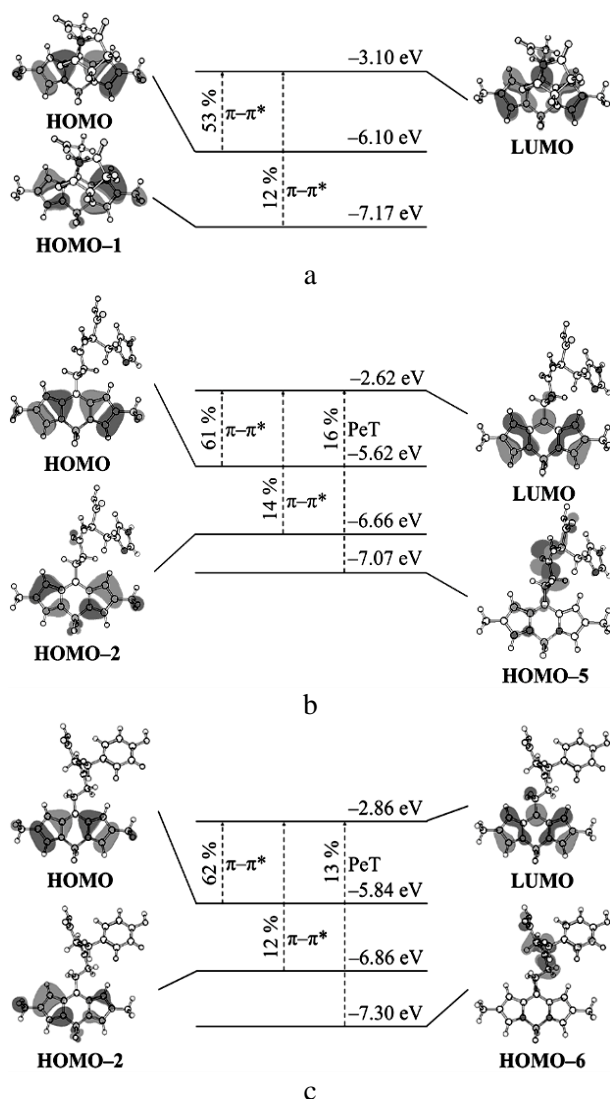 HOMO
HOMO–1
–3.10 eV
53 %
π–π*
–6.10 eV
12 %
π–π*
–7.17 eV
LUMO
a
HOMO
HOMO–2
–2.62 eV
61 %
π–π*
16 %
PeT
–5.62 eV
14 %
π–π*
–6.66 eV
–7.07 eV
LUMO
HOMO–5
b
HOMO
HOMO–2
–2.86 eV
62 %
π–π*
13 %
PeT
–5.84 eV
12 %
π–π*
–6.86 eV
–7.30 eV
LUMO
HOMO–6
c